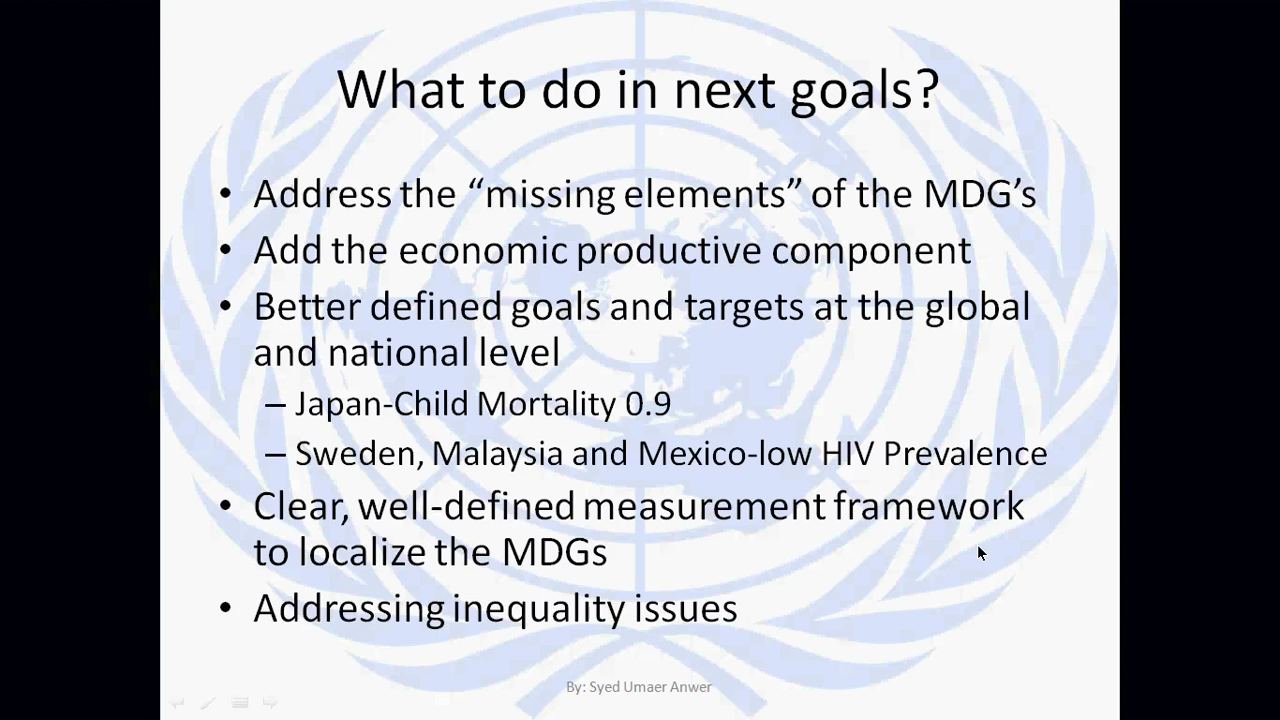 What to do in next goals?
• Address the “missing elements” of the MDG’s
• Add the economic productive component
• Better defined goals and targets at the global
and national level
– Japan-Child Mortality 0.9
– Sweden, Malaysia and Mexico-low HIV Prevalence
• Clear, well-defined measurement framework
to localize the MDGs
• Addressing inequality issues
By: Syed Umaer Anwer